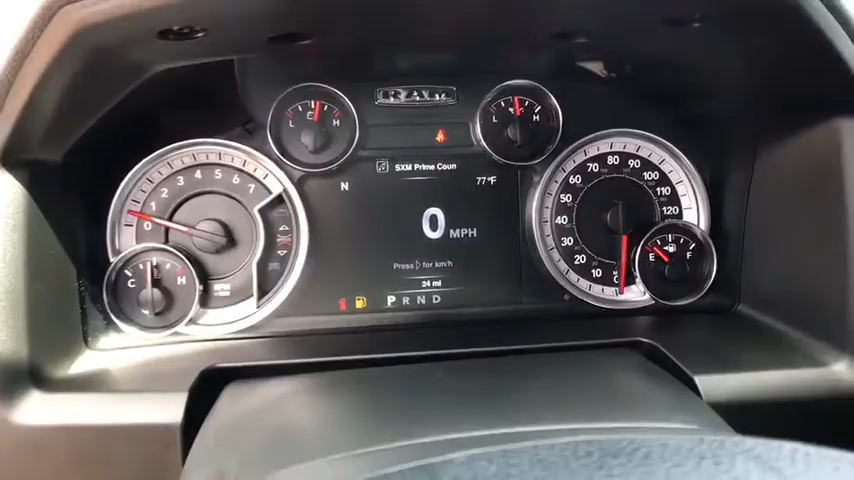 RAM
L H
L H
SXM Prime Coun
N 77°F
0 MPH
Press > for km/h
24 mi
P R N D
0 1 2 3 4 5 6 7
RPM
C H
10 20 30 40 50 60 70 80 90 100 110 120
E F